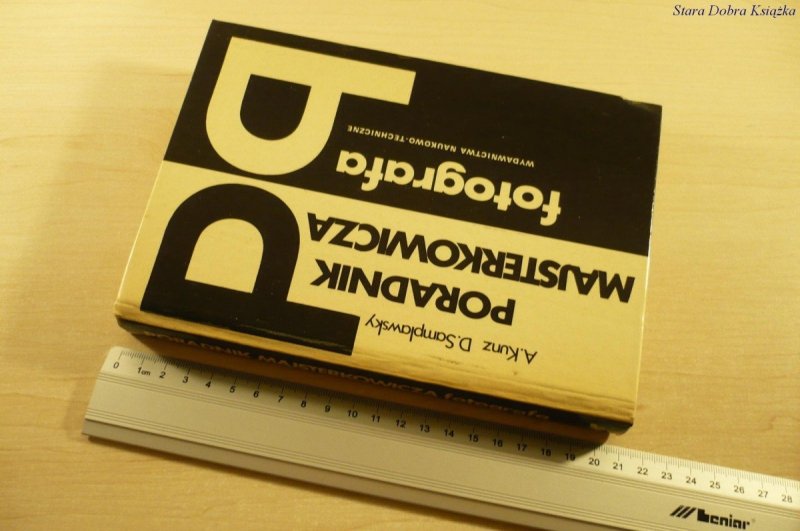 Stara Dobra Książka
A.Kunz D.Samplawsky
PORADNIK
MAJSTERKOWICZA
fotografa
WYDAWNICTWA NAUKOWO-TECHNICZNE
PORADNIK MAJSTERKOWICZA fotografa
0 1cm 2 3 4 5 6 7 8 9 10 11 12 13 14 15 16 17 18 19 20 21 22 23 24 25 26 27 28
leniar